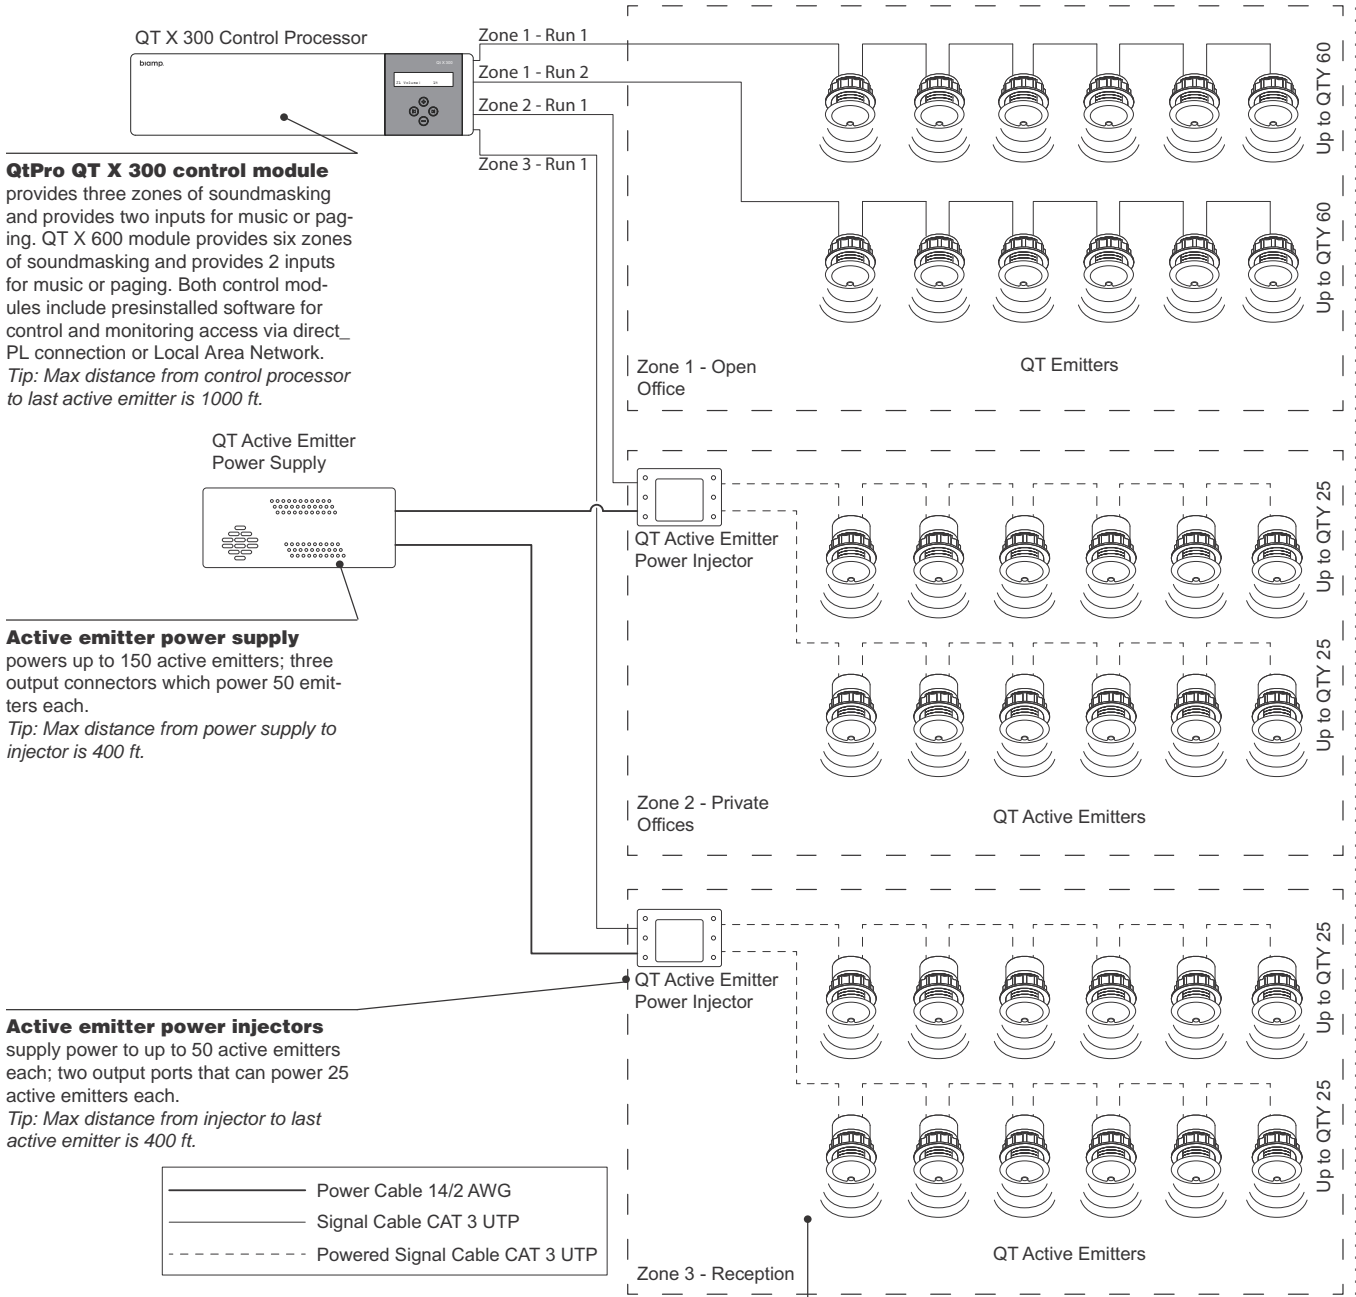 QT X 300 Control Processor
biamp.
Zone 1 - Run 1
Zone 1 - Run 2
Zone 2 - Run 1
Zone 3 - Run 1
QtPro QT X 300 control module
provides three zones of soundmasking
and provides two inputs for music or pag-
ing. QT X 600 module provides six zones
of soundmasking and provides 2 inputs
for music or paging. Both control mod-
ules include presinstalled software for
control and monitoring access via direct_
PL connection or Local Area Network.
Tip: Max distance from control processor
to last active emitter is 1000 ft.
Up to QTY 60
Up to QTY 60
Zone 1 - Open
Office
QT Emitters
QT Active Emitter
Power Supply
Active emitter power supply
powers up to 150 active emitters; three
output connectors which power 50 emit-
ters each.
Tip: Max distance from power supply to
injector is 400 ft.
QT Active Emitter
Power Injector
Up to QTY 25
Up to QTY 25
Zone 2 - Private
Offices
QT Active Emitters
QT Active Emitter
Power Injector
Up to QTY 25
Up to QTY 25
Active emitter power injectors
supply power to up to 50 active emitters
each; two output ports that can power 25
active emitters each.
Tip: Max distance from injector to last
active emitter is 400 ft.
Power Cable 14/2 AWG
Signal Cable CAT 3 UTP
Powered Signal Cable CAT 3 UTP
Zone 3 - Reception
QT Active Emitters